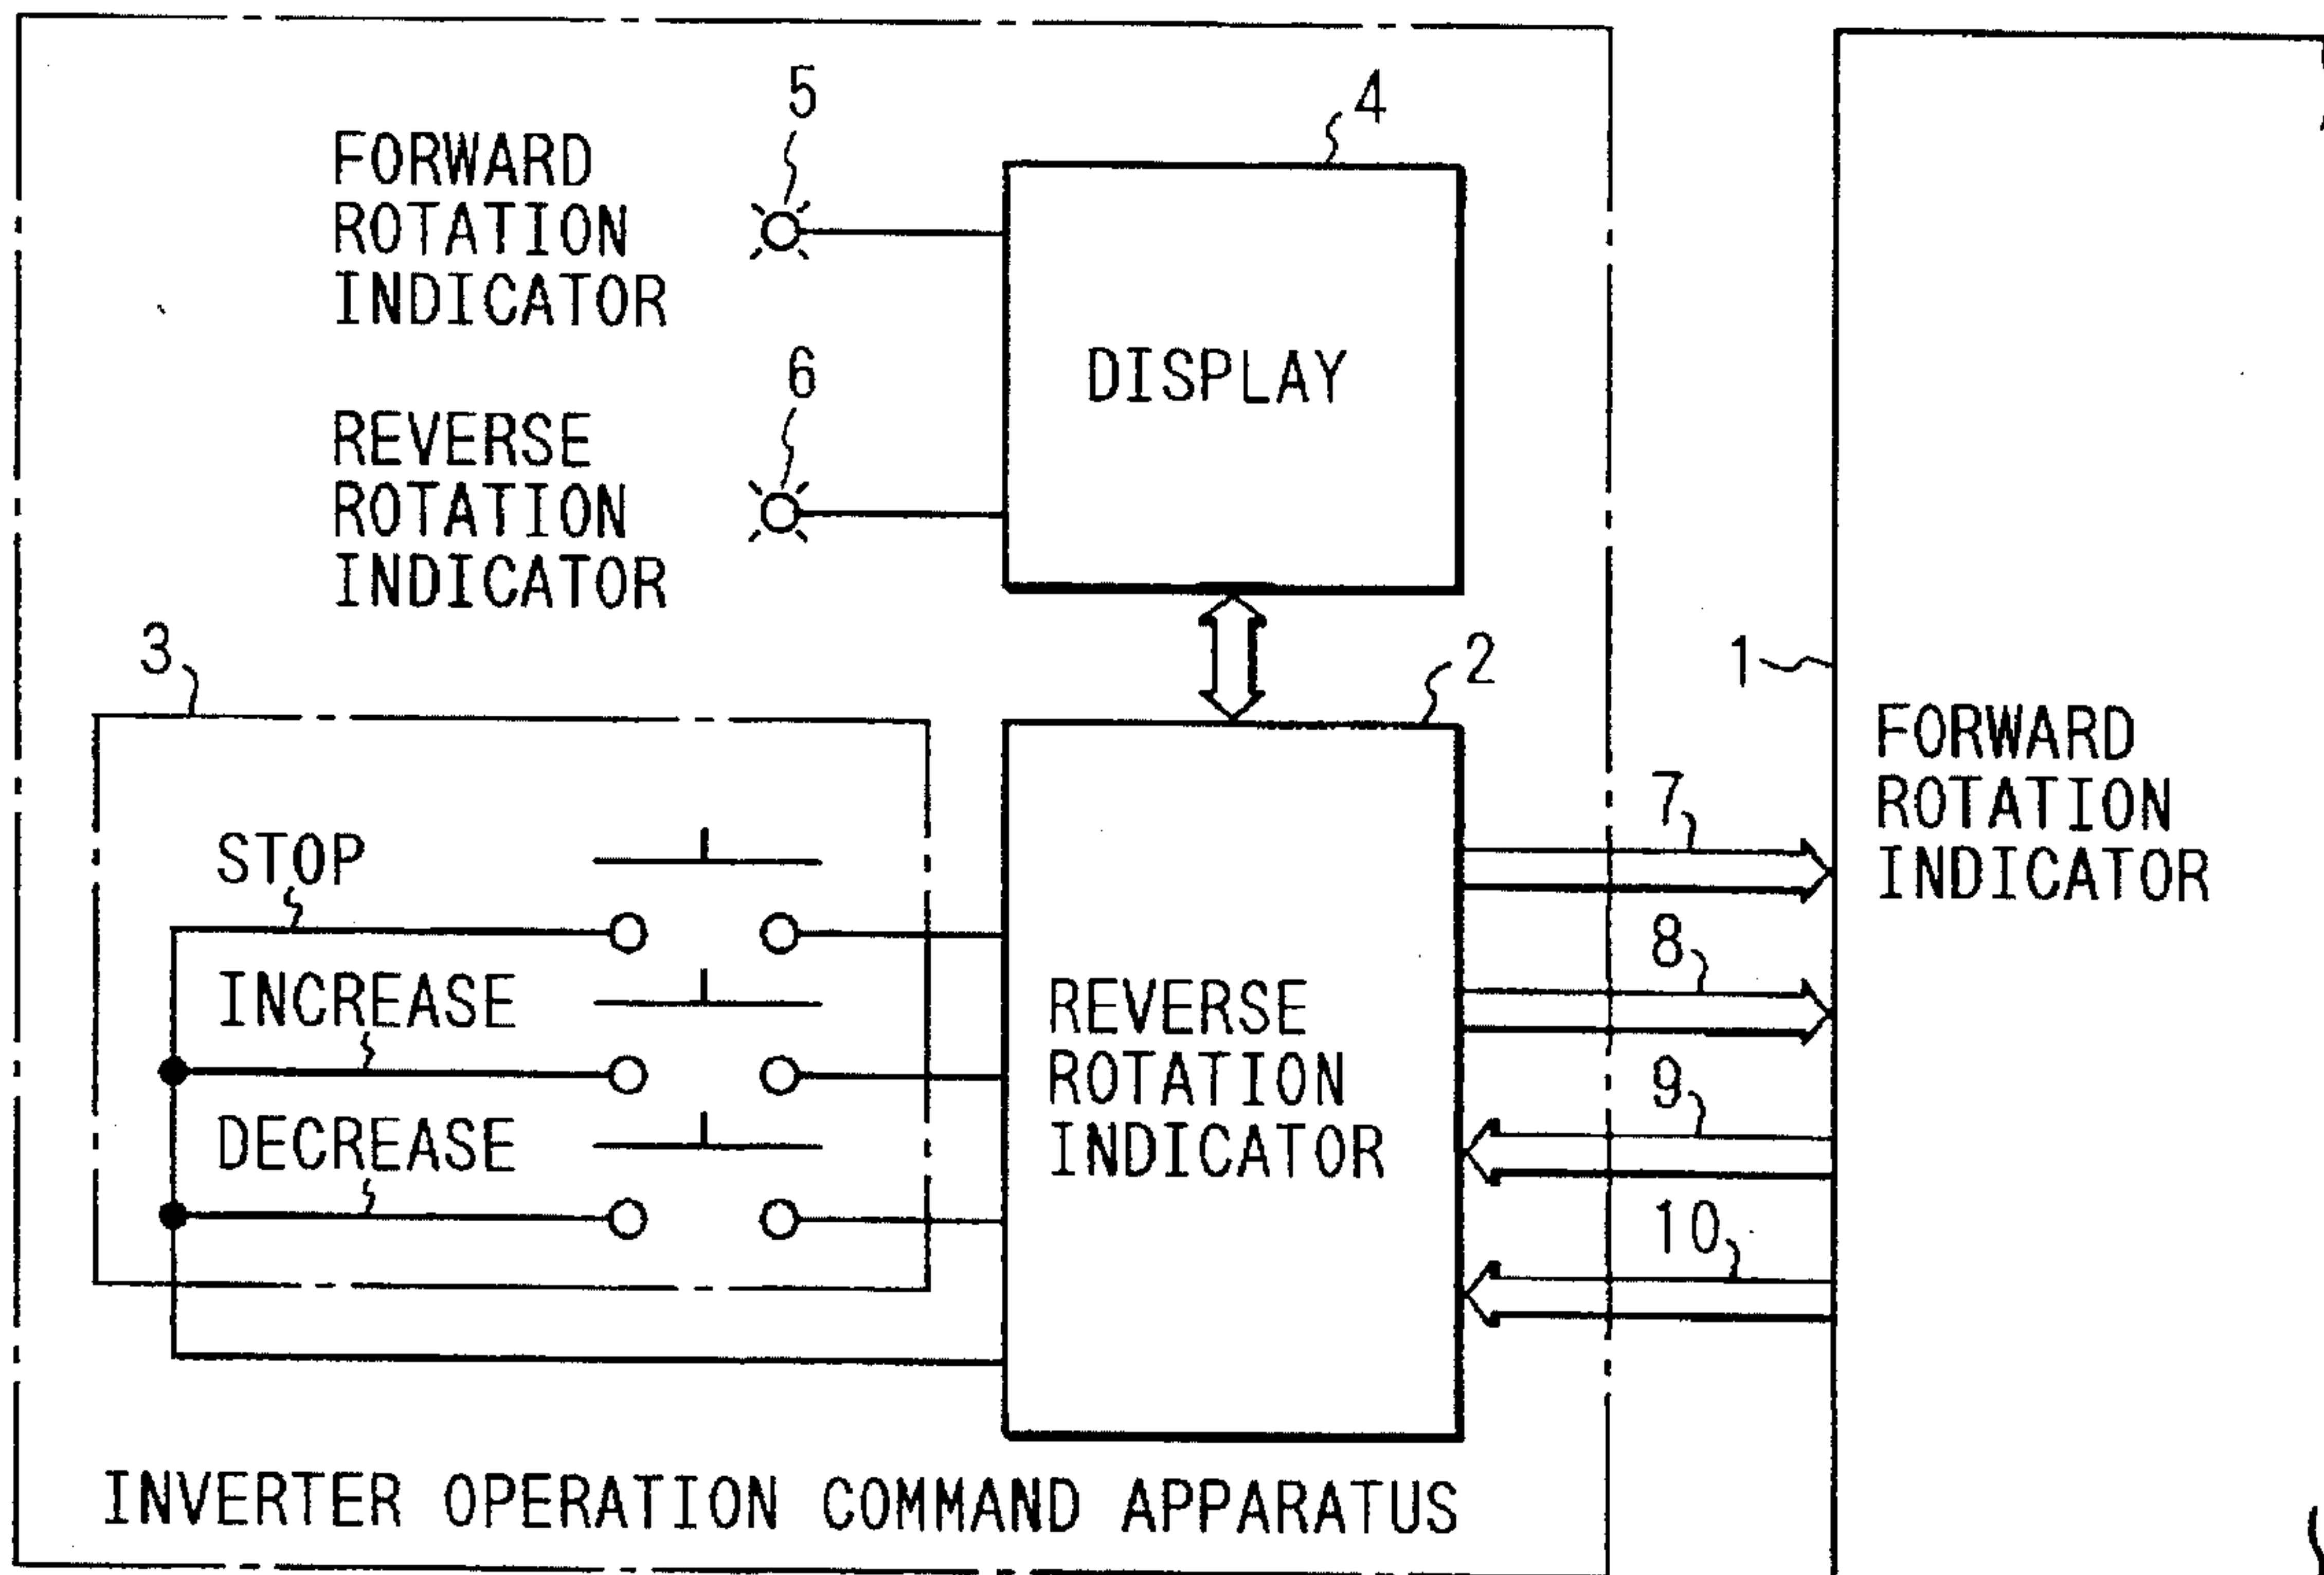 5
4
FORWARD
ROTATION
INDICATOR
DISPLAY
6
REVERSE
ROTATION
INDICATOR
3
2
1
FORWARD
ROTATION
INDICATOR
7
STOP
8
INCREASE
REVERSE
ROTATION
INDICATOR
9
DECREASE
10
INVERTER OPERATION COMMAND APPARATUS